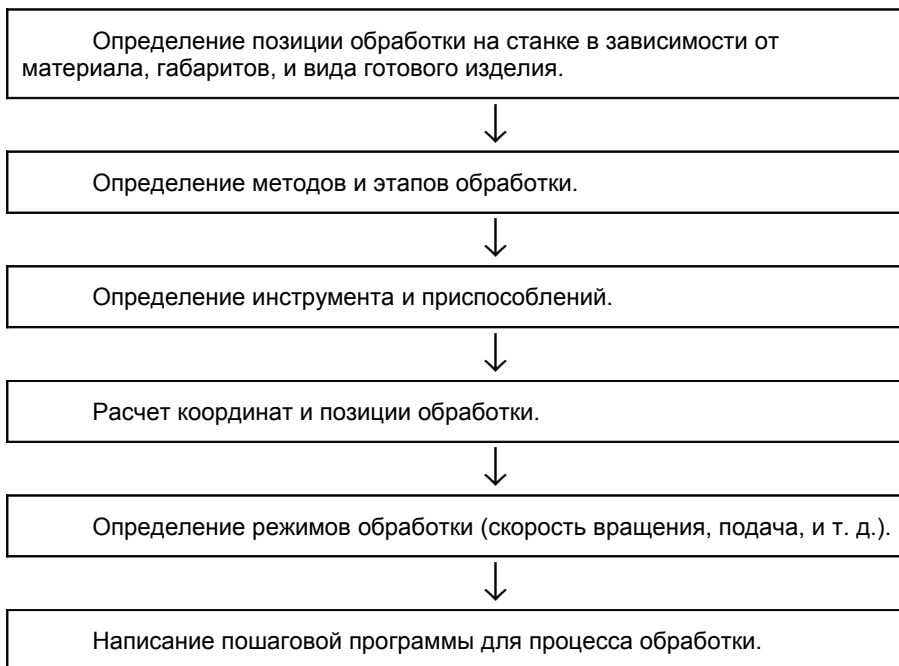 Определение позиции обработки на станке в зависимости от
материала, габаритов, и вида готового изделия.
Определение методов и этапов обработки.
Определение инструмента и приспособлений.
Расчет координат и позиции обработки.
Определение режимов обработки (скорость вращения, подача, и т. д.).
Написание пошаговой программы для процесса обработки.